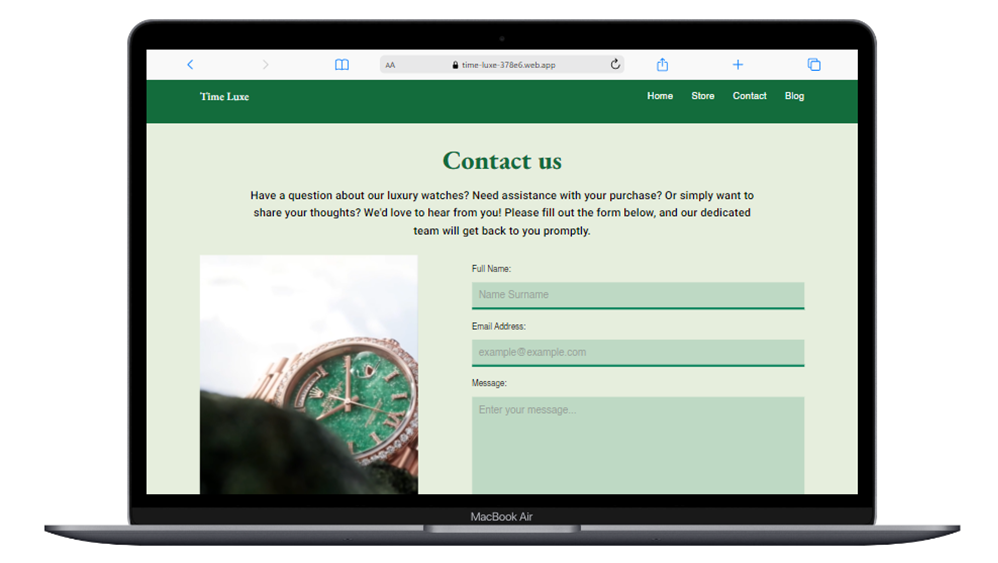 AA
time-luxe-378e6.web.app
Time Luxe
Home Store Contact Blog
Contact us
Have a question about our luxury watches? Need assistance with your purchase? Or simply want to
share your thoughts? We'd love to hear from you! Please fill out the form below, and our dedicated
team will get back to you promptly.
Full Name:
Name Surname
Email Address:
example@example.com
Message:
Enter your message...
MacBook Air